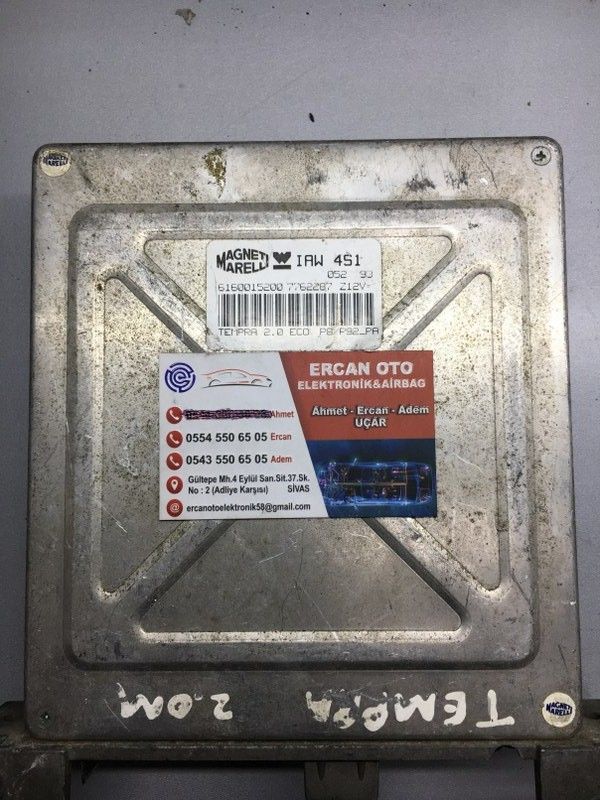 MAGNETI
MARELLI
MAGNETI
MARELLI
IAW 4S1
052 93
6160015200 7762287 Z12V-
TEMPRA 2.0 ECO P8 P92_PA
ERCAN OTO
ELEKTRONİK&AİRBAG
Ahmet - Ercan - Adem
UÇAR
Ahmet
0554 550 65 05 Ercan
0543 550 65 05 Adem
Gültepe Mh.4 Eylül San.Sit.37.Sk.
No : 2 (Adliye Karşısı) SİVAS
@ ercanotoelektronik58@gmail.com
TEMPRA 2.0M
MAGNETI
MARELLI